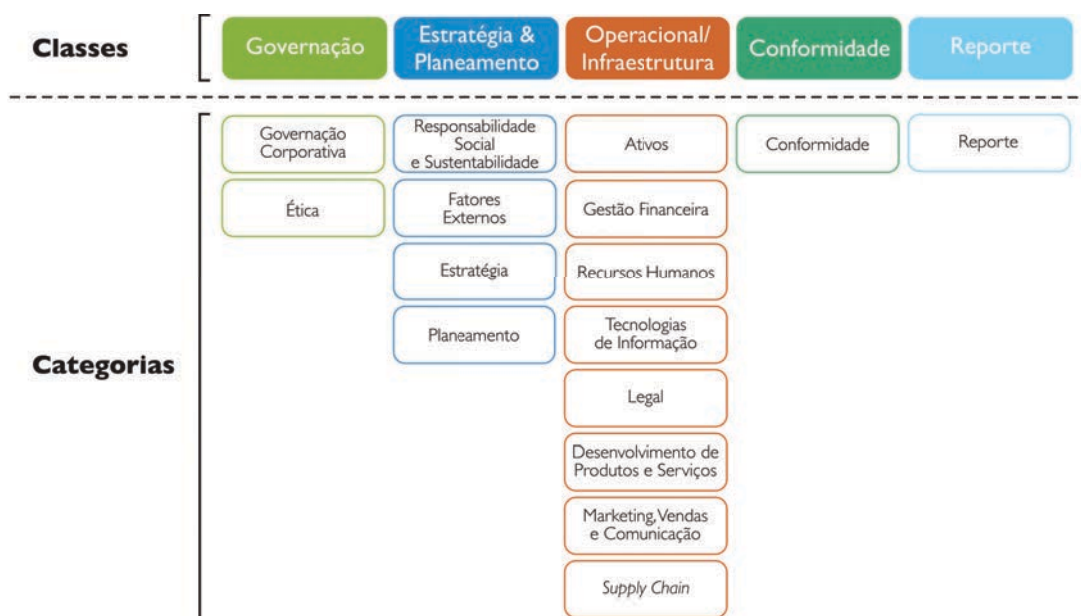 Classes
Governação
Estratégia &
Planeamento
Operacional/
Infraestrutura
Conformidade
Reporte
Categorias
Governação
Corporativa
Ética
Responsabilidade
Social
e Sustentabilidade
Fatores
Externos
Estratégia
Planeamento
Ativos
Gestão Financeira
Recursos Humanos
Tecnologias
de Informação
Legal
Desenvolvimento de
Produtos e Serviços
Marketing, Vendas
e Comunicação
Supply Chain
Conformidade
Reporte